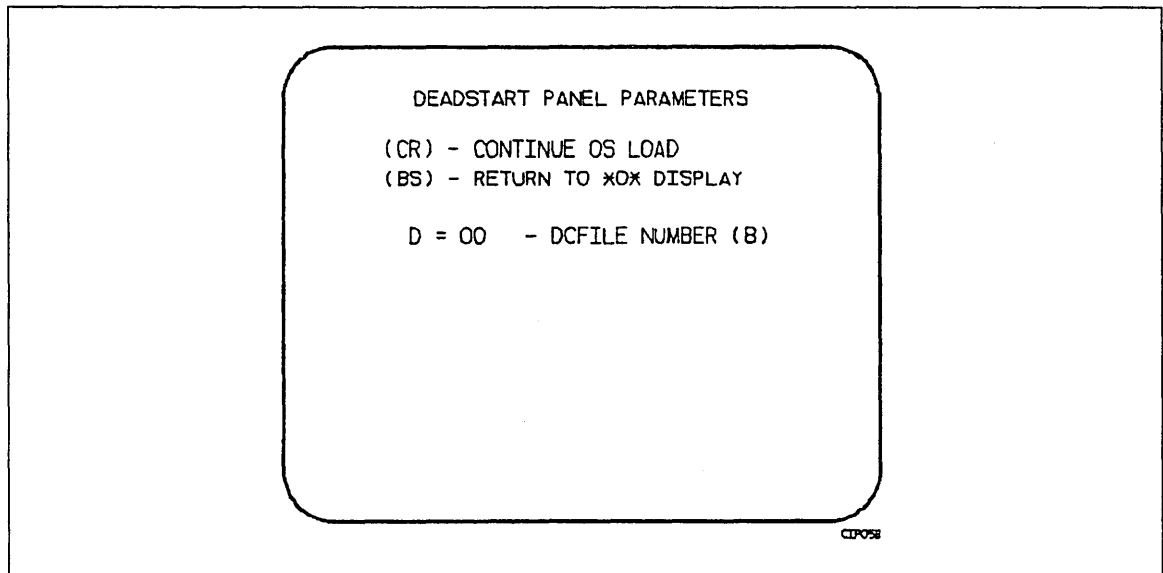 DEADSTART PANEL PARAMETERS
(CR) - CONTINUE OS LOAD
(BS) - RETURN TO *O* DISPLAY
D = 00 - DCFILE NUMBER (8)
CIP058